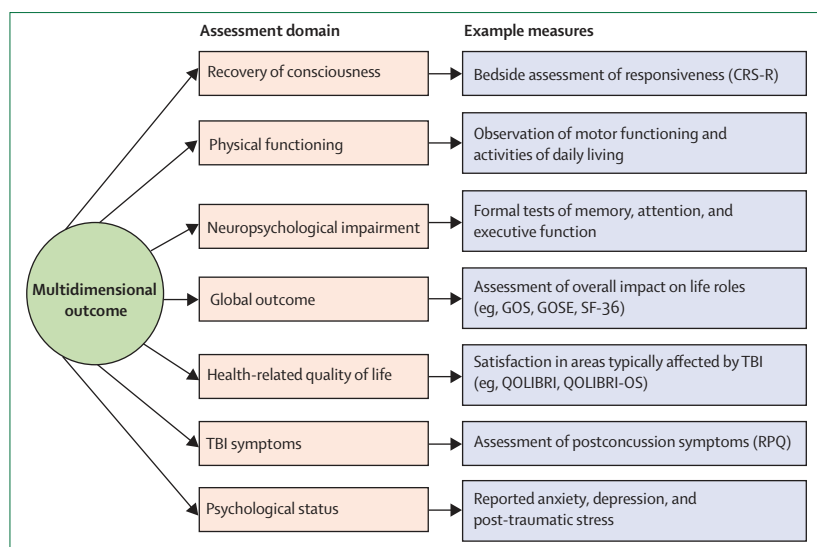 Assessment domain
Example measures
Recovery of consciousness
Bedside assessment of responsiveness (CRS-R)
Physical functioning
Observation of motor functioning and
activities of daily living
Neuropsychological impairment
Formal tests of memory, attention, and
executive function
Multidimensional
outcome
Global outcome
Assessment of overall impact on life roles
(eg, GOS, GOSE, SF-36)
Health-related quality of life
Satisfaction in areas typically affected by TBI
(eg, QOLIBRI, QOLIBRI-OS)
TBI symptoms
Assessment of postconcussion symptoms (RPQ)
Psychological status
Reported anxiety, depression, and
post-traumatic stress